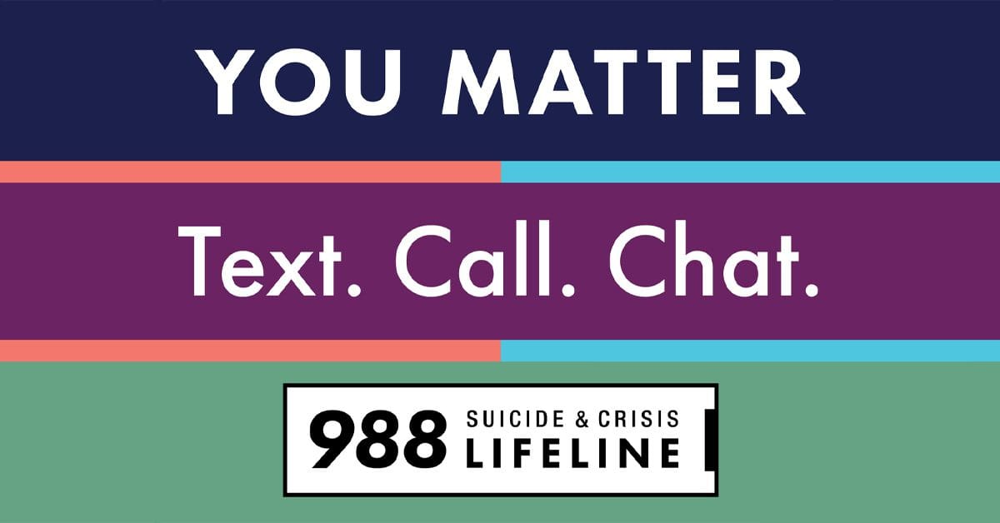 YOU MATTER
Text. Call. Chat.
988 SUICIDE & CRISIS
LIFELINE